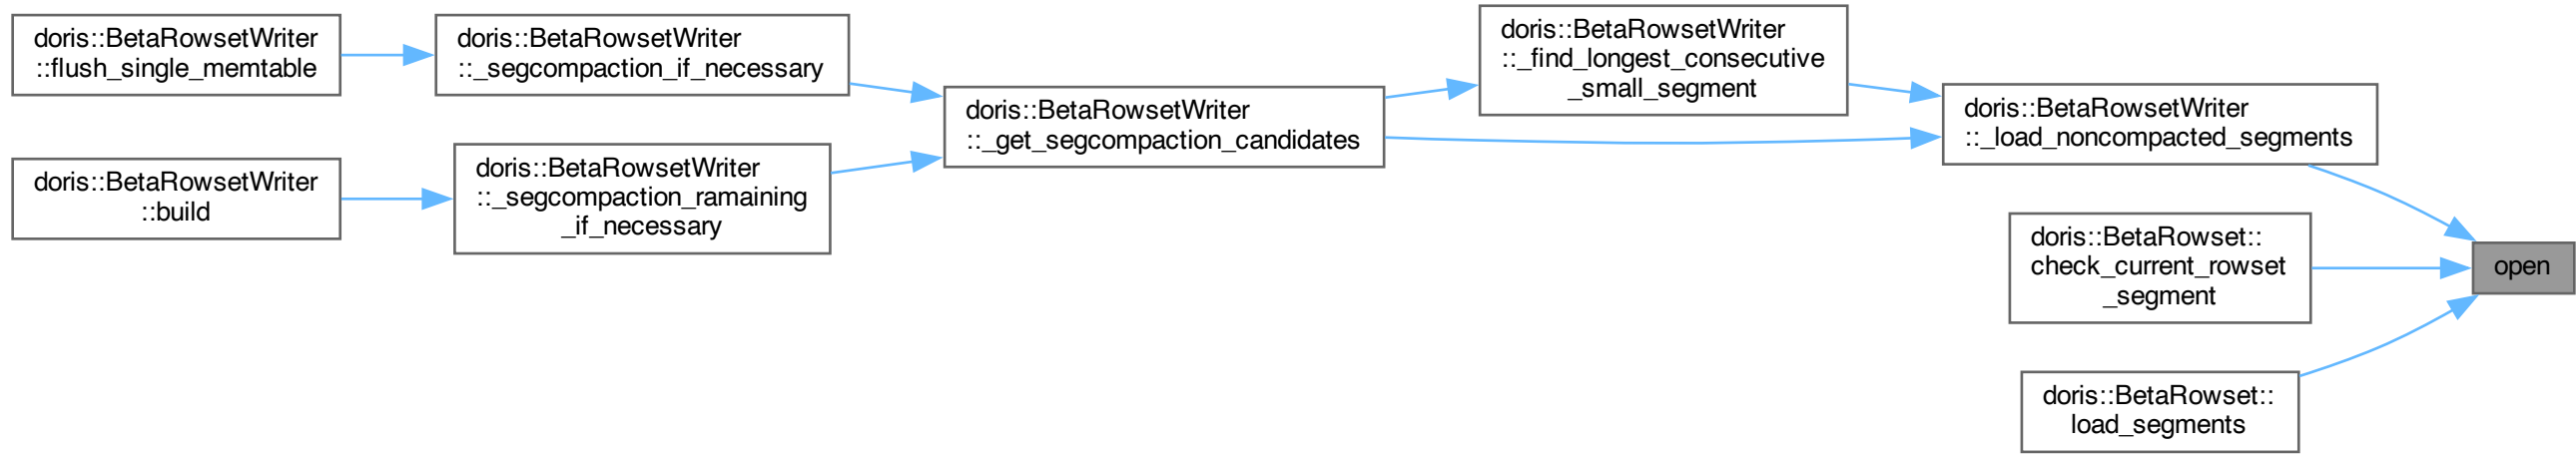 doris::BetaRowsetWriter
::flush_single_memtable
doris::BetaRowsetWriter
::_segcompaction_if_necessary
doris::BetaRowsetWriter
::build
doris::BetaRowsetWriter
::_segcompaction_ramaining
_if_necessary
doris::BetaRowsetWriter
::_get_segcompaction_candidates
doris::BetaRowsetWriter
::_find_longest_consecutive
_small_segment
doris::BetaRowsetWriter
::_load_noncompacted_segments
doris::BetaRowset::
check_current_rowset
_segment
doris::BetaRowset::
load_segments
open